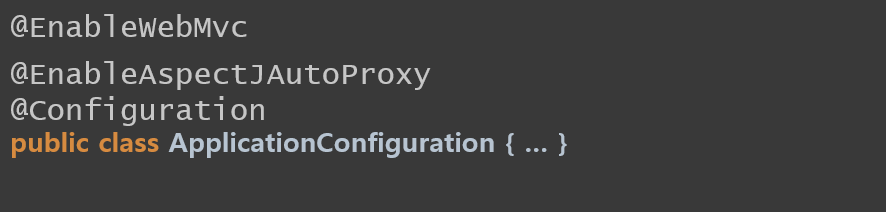 @EnableWebMvc
@EnableAspectJAutoProxy
@Configuration
public class ApplicationConfiguration { ... }